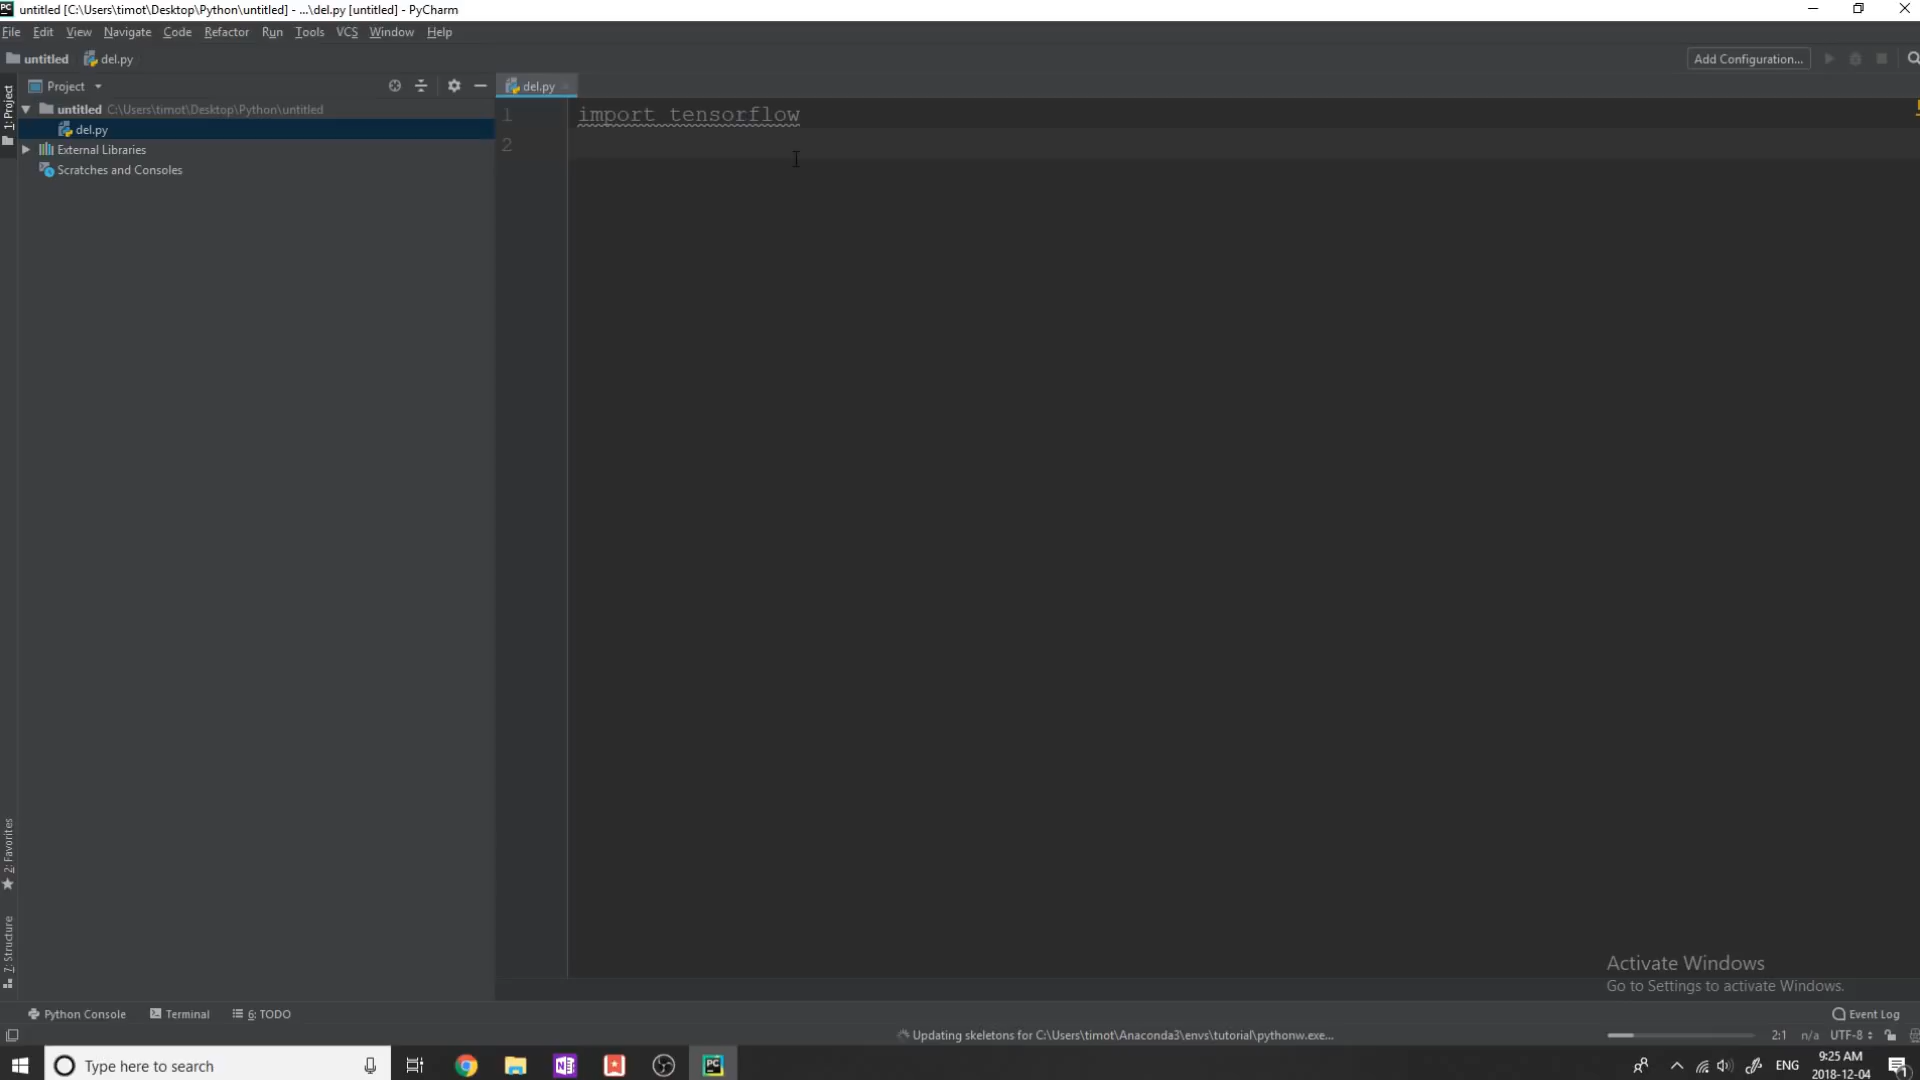 PC untitled [C:\Users\timot\Desktop\Python\untitled] - ...\del.py [untitled] - PyCharm
File Edit View Navigate Code Refactor Run Tools VCS Window Help
untitled del.py Add Configuration...
Project del.py
1: Project
untitled C:\Users\timot\Desktop\Python\untitled
del.py
External Libraries
Scratches and Consoles
1 import tensorflow
2
2: Favorites
7: Structure
Activate Windows
Go to Settings to activate Windows.
Python Console Terminal 6: TODO Event Log
Updating skeletons for C:\Users\timot\Anaconda3\envs\tutorial\pythonw.exe... 2:1 n/a UTF-8
Type here to search N PC ENG 9:25 AM
2018-12-04 1